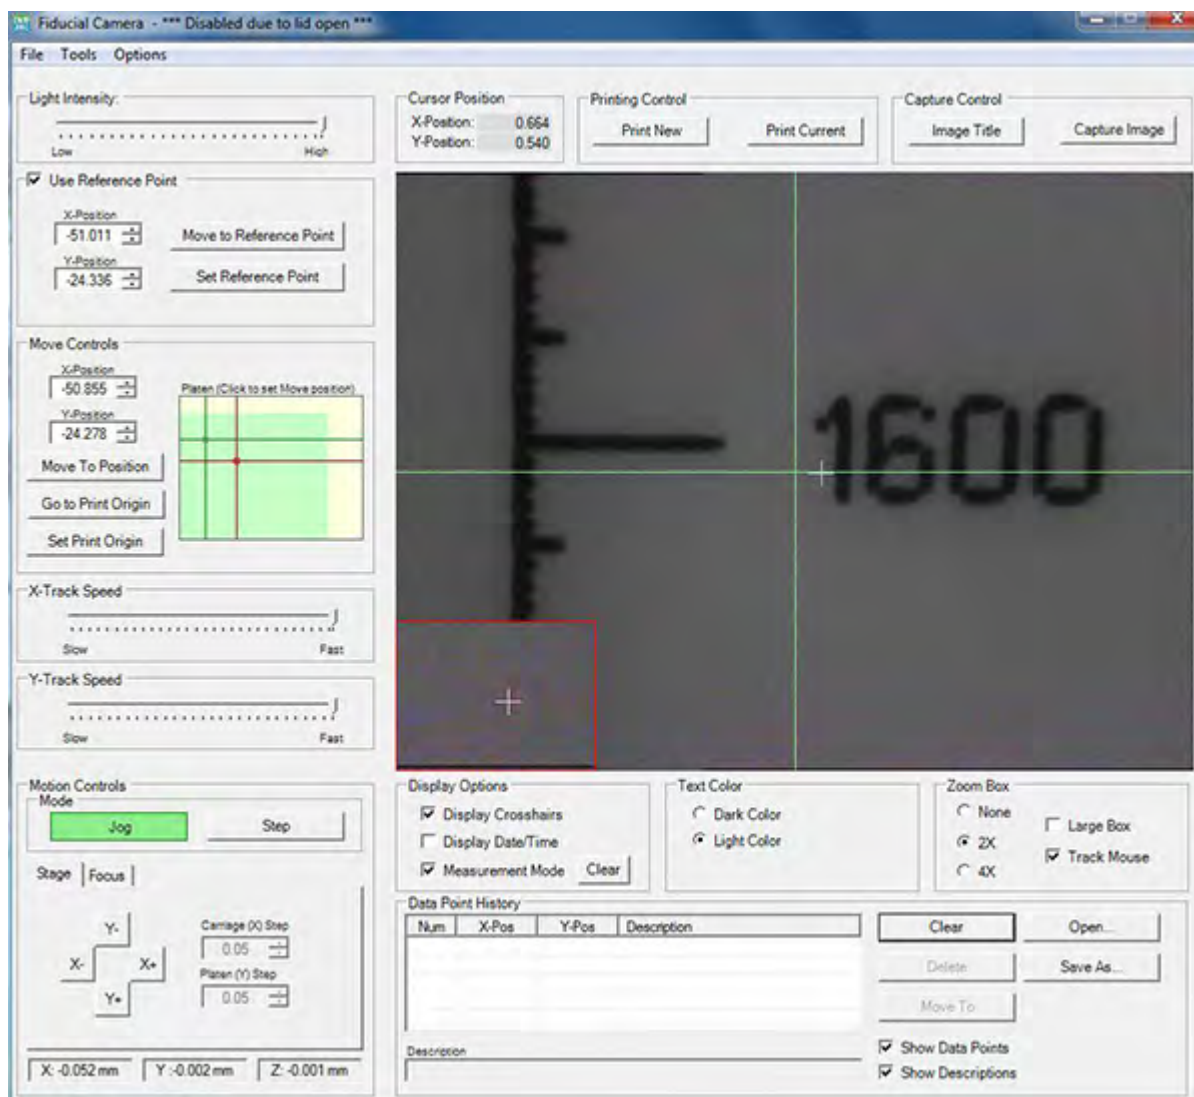 Fiducial Camera - *** Disabled due to lid open ***
File Tools Options
Light Intensity:
Low High
Cursor Position
X-Position: 0.664
Y-Position: 0.540
Printing Control
Print New Print Current
Capture Control
Image Title Capture Image
Use Reference Point
X-Position
-51.011 Move to Reference Point
Y-Position
-24.336 Set Reference Point
Move Controls
X-Position
-50.855
Y-Position
-24.278
Platen (Click to set Move position)
Move To Position
Go to Print Origin
Set Print Origin
1600
X-Track Speed
Slow Fast
Y-Track Speed
Slow Fast
Motion Controls
Mode
Jog Step
Stage Focus
Y-
X- X+
Y+
Carriage (X) Step
0.05
Platen (Y) Step
0.05
X: -0.052 mm Y :-0.002 mm Z: -0.001 mm
Display Options
Display Crosshairs
Display Date/Time
Measurement Mode Clear
Text Color
Dark Color
Light Color
Zoom Box
None
2X
4X
Large Box
Track Mouse
Data Point History
Num X-Pos Y-Pos Description
Clear Open...
Delete Save As...
Move To
Description
Show Data Points
Show Descriptions